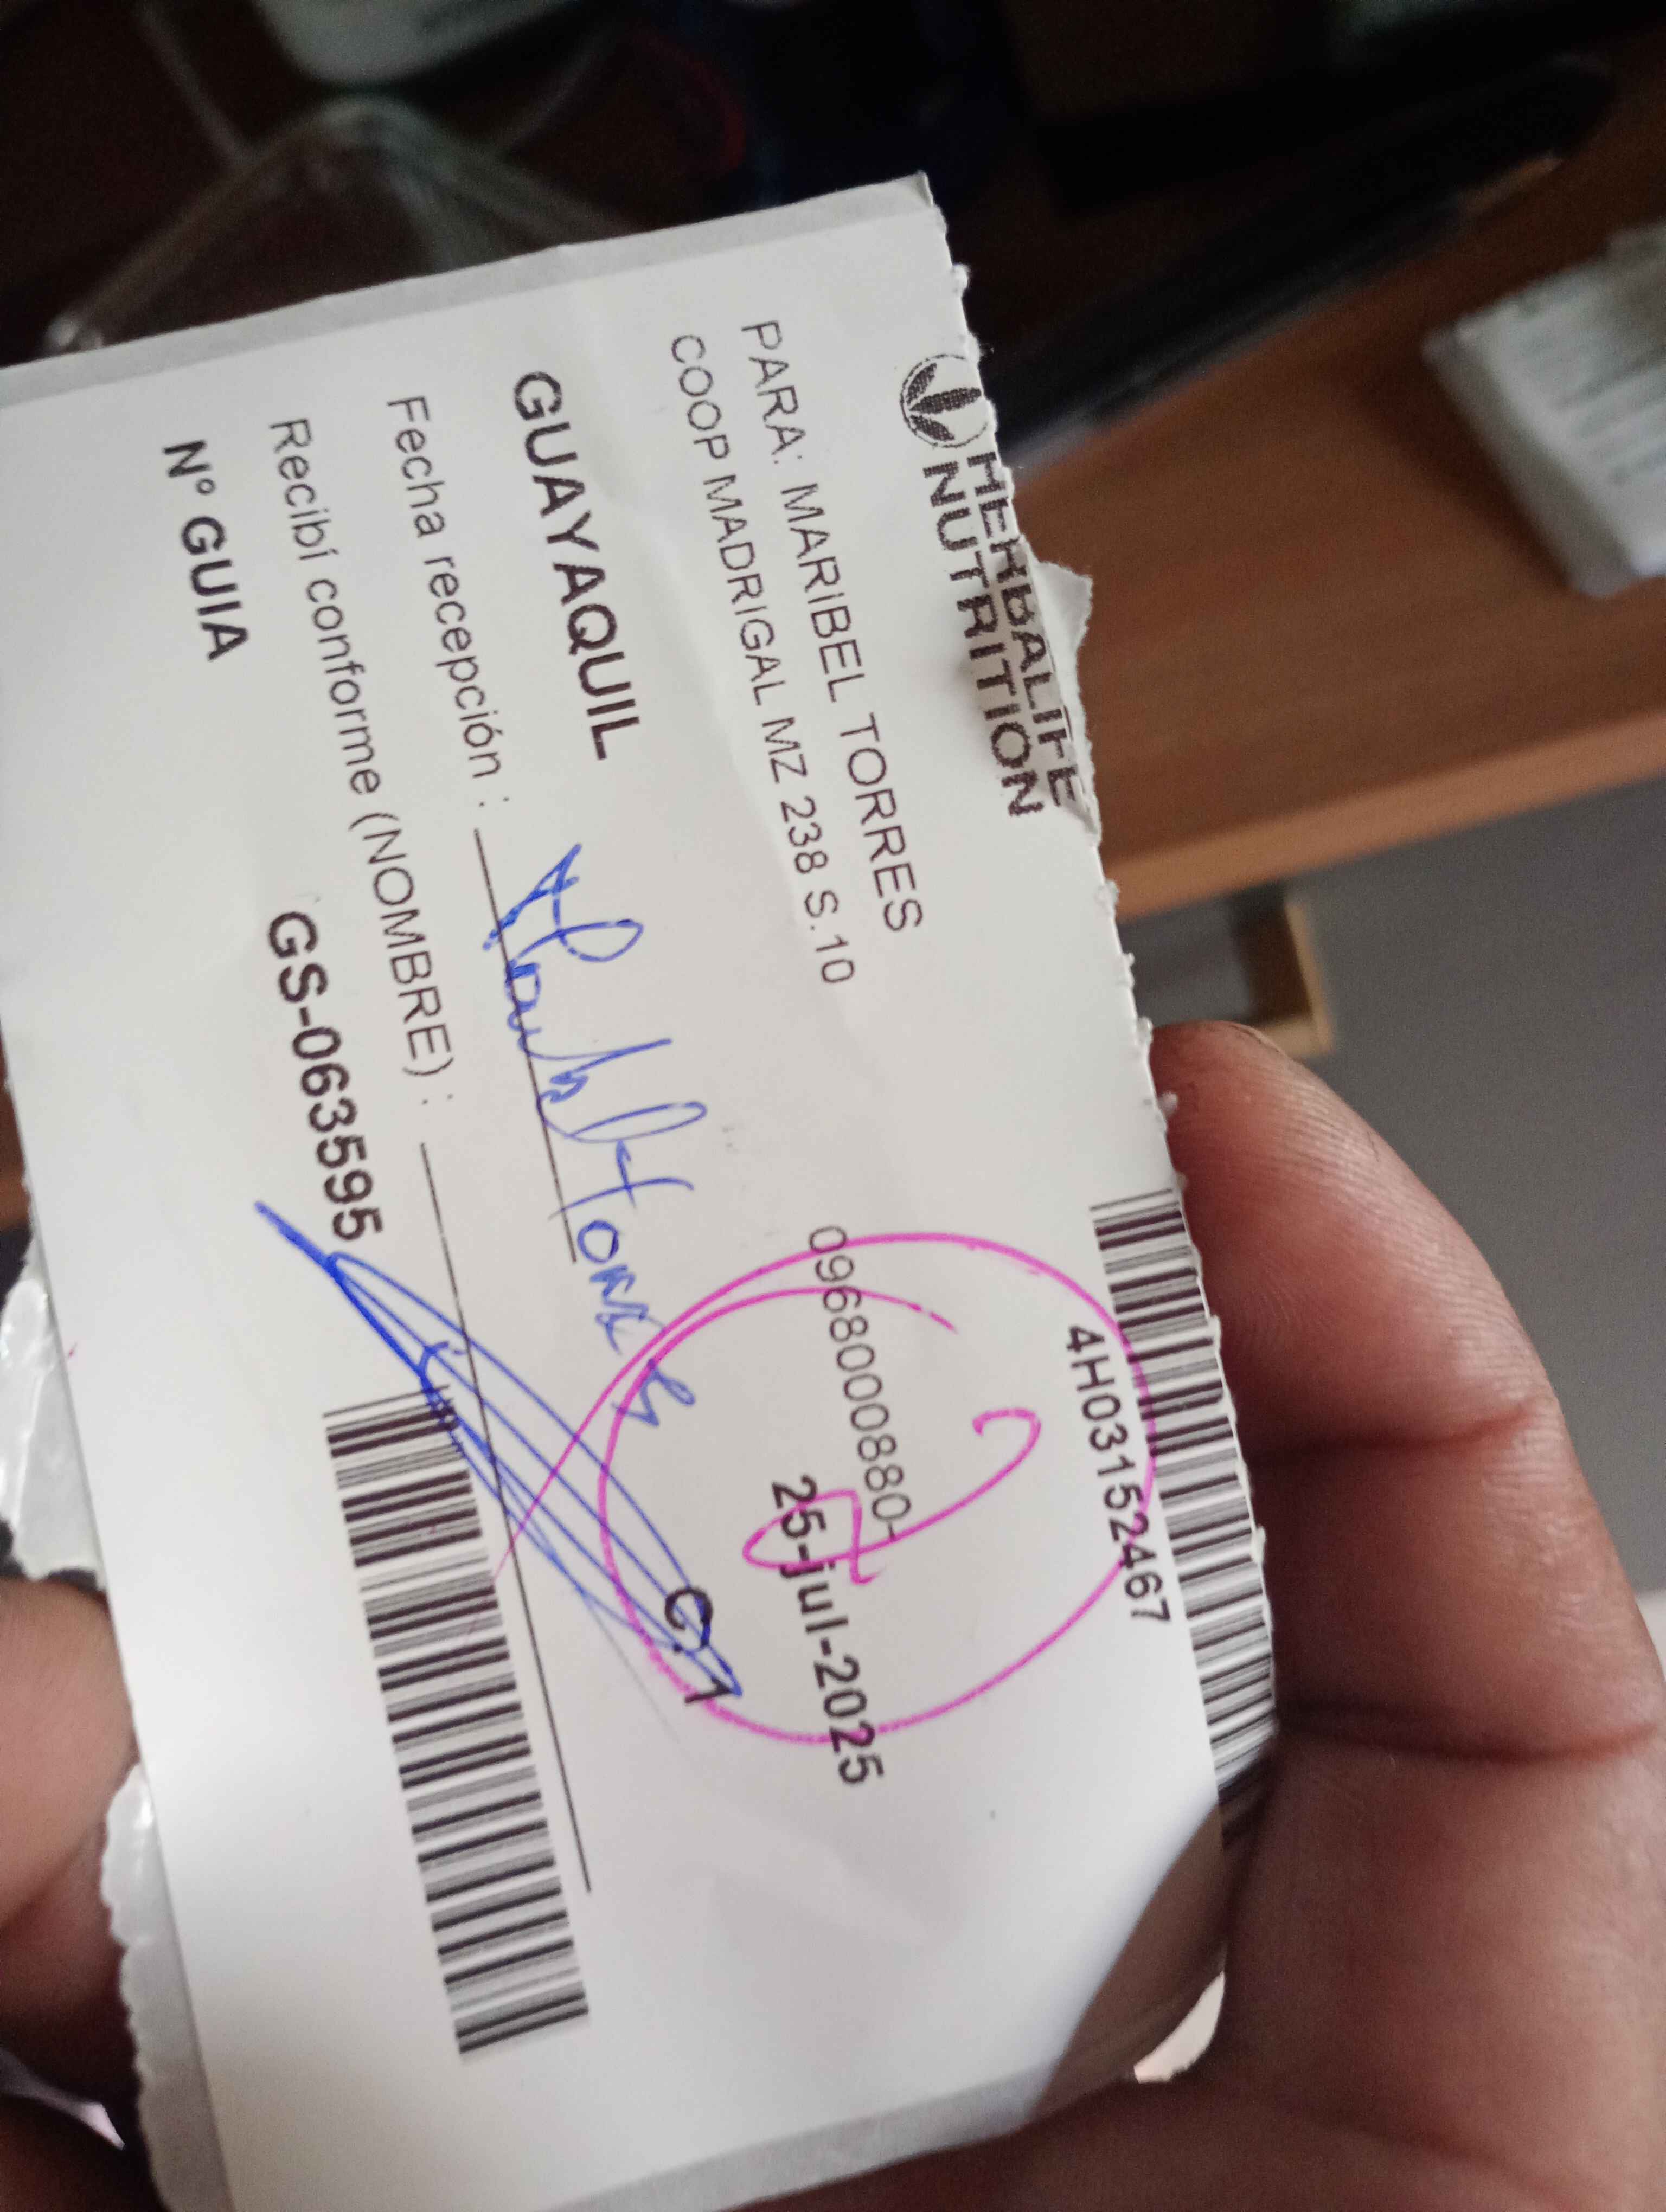 HERBALIFE
NUTRITION
4H03152467
PARA: MARIBEL TORRES
0968000880-
COOP MADRIGAL MZ 238 S.10
25-jul-2025
GUAYAQUIL
C.1
Fecha recepción :
Recibí conforme (NOMBRE) :
Nº GUIA
GS-063595